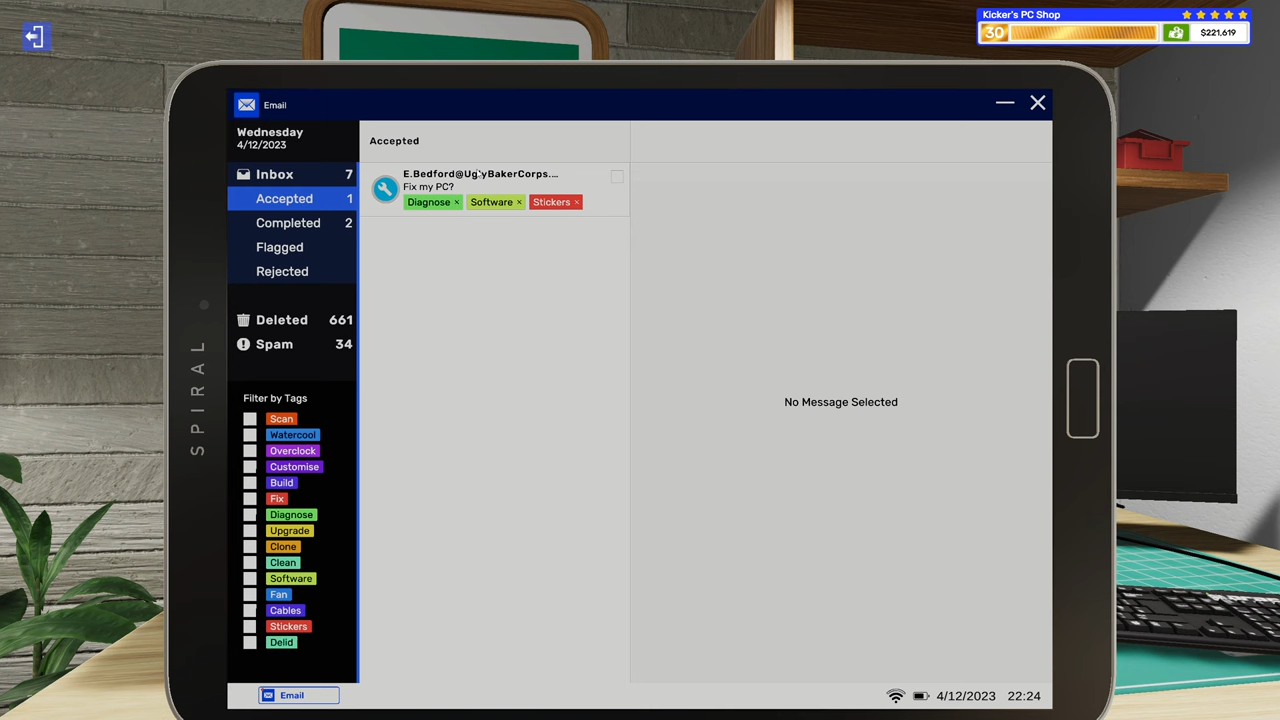 Kicker's PC Shop
30
$221,619
Email
Wednesday
4/12/2023
Accepted
Inbox 7
Accepted 1
Completed 2
Flagged
Rejected
Deleted 661
Spam 34
E.Bedford@UglyBakerCorps....
Fix my PC?
Diagnose × Software × Stickers ×
No Message Selected
Filter by Tags
Scan
Watercool
Overclock
Customise
Build
Fix
Diagnose
Upgrade
Clone
Clean
Software
Fan
Cables
Stickers
Delid
SPIRAL
Email
4/12/2023 22:24